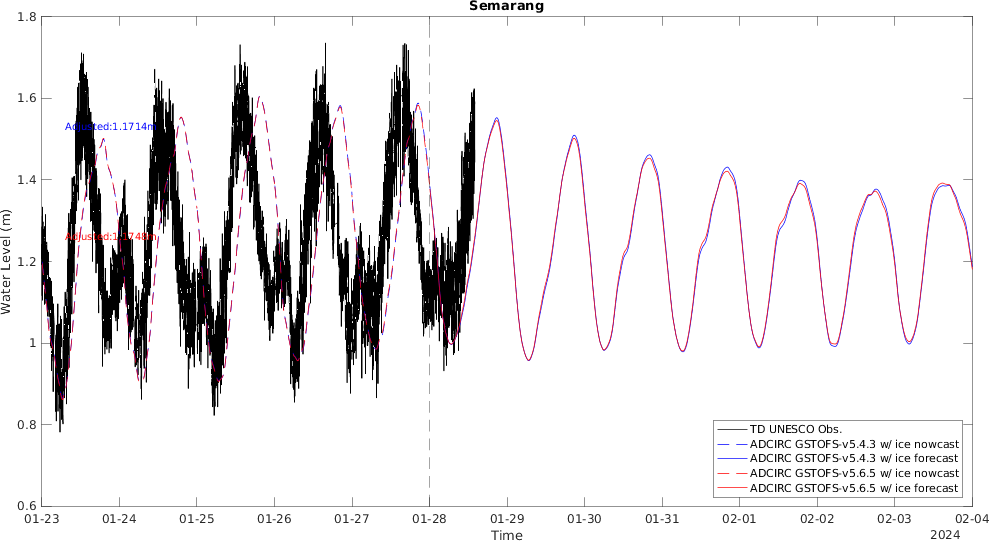 Semarang
1.8
1.6
1.4
1.2
1
0.8
0.6
Water Level (m)
Adjusted:1.1714m
TD UNESCO Obs.
ADCIRC GSTOFS-v5.4.3 w/ ice nowcast
ADCIRC GSTOFS-v5.4.3 w/ ice forecast
ADCIRC GSTOFS-v5.6.5 w/ ice nowcast
ADCIRC GSTOFS-v5.6.5 w/ ice forecast
01-23 01-24 01-25 01-26 01-27 01-28 01-29 01-30 01-31 02-01 02-02 02-03 02-04
Time
2024